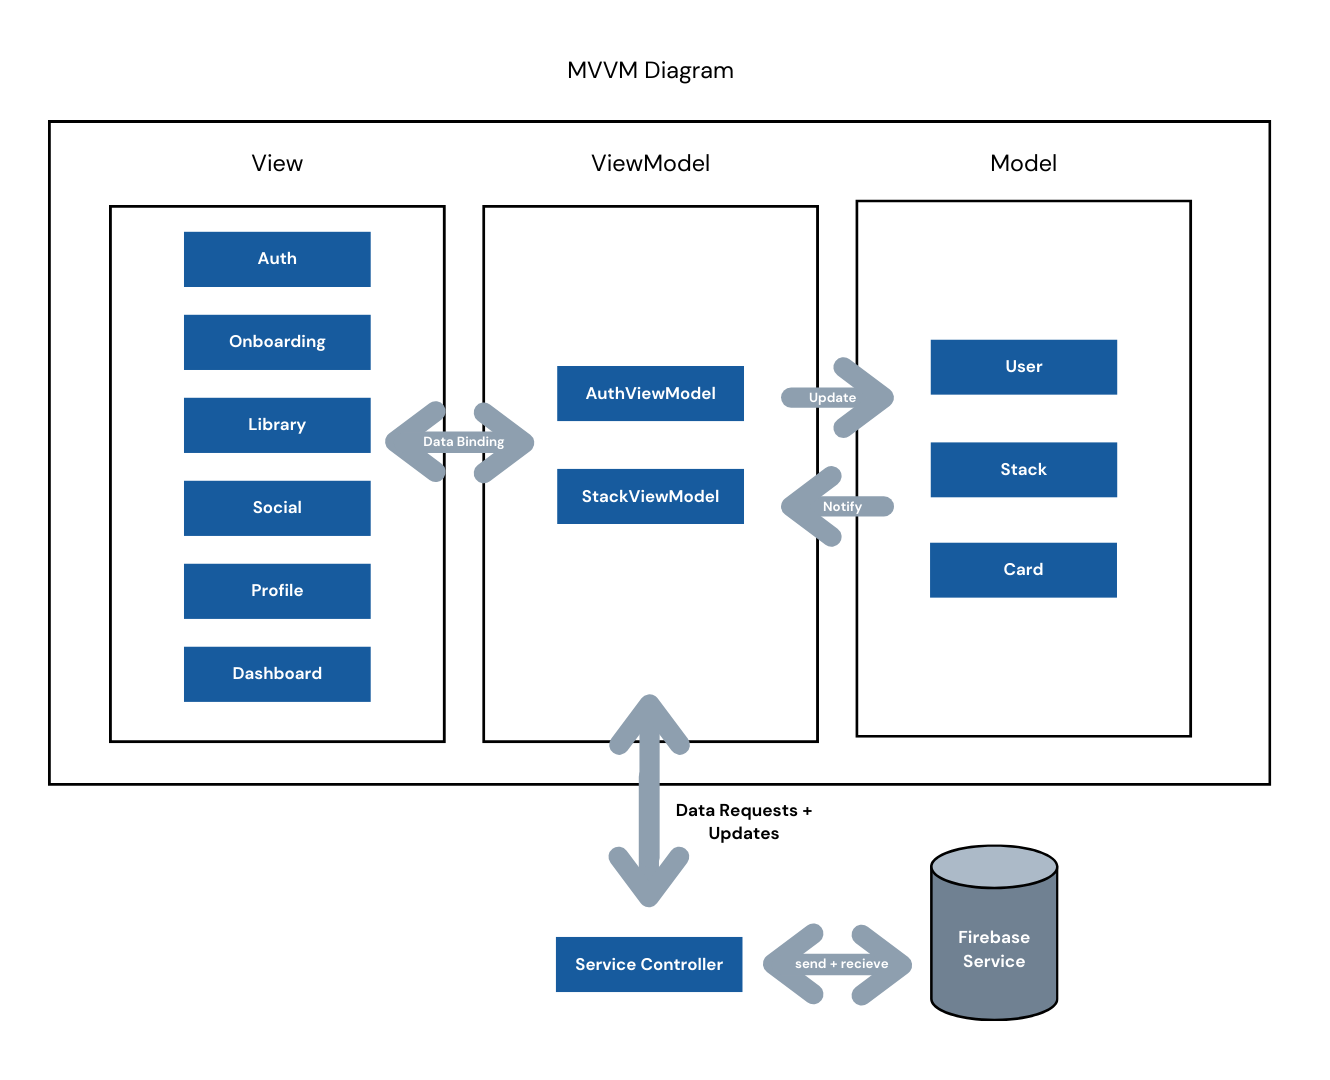 MVVM Diagram
View
ViewModel
Model
Auth
Onboarding
Library
Social
Profile
Dashboard
Data Binding
AuthViewModel
StackViewModel
Update
Notify
User
Stack
Card
Data Requests +
Updates
Service Controller
send + recieve
Firebase
Service